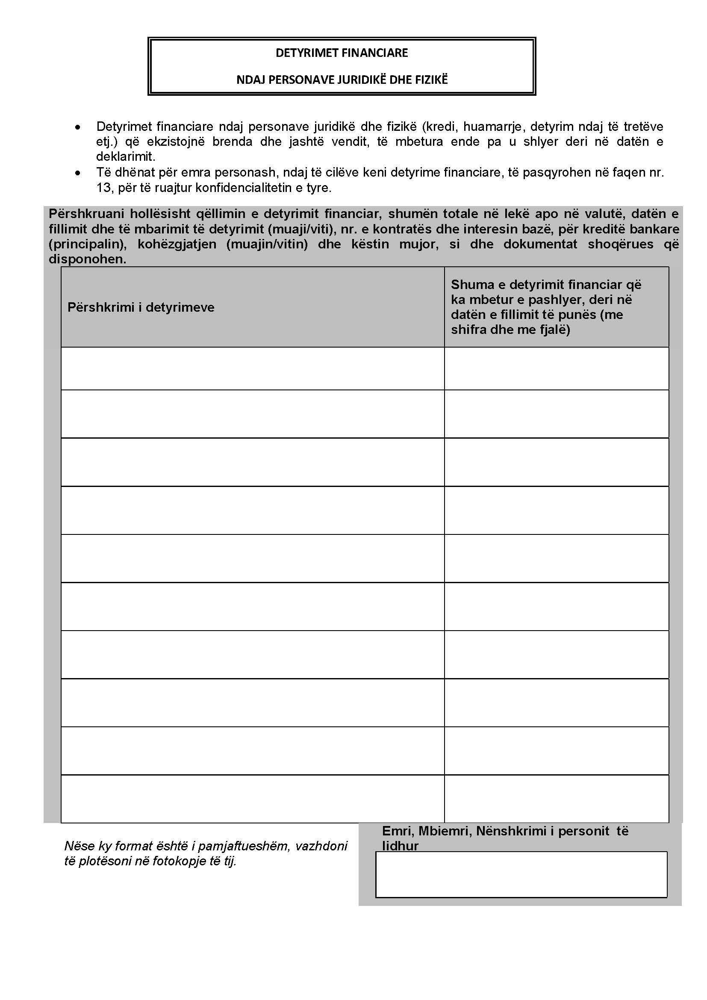 DETYRIMET FINANCIARE
NDAJ PERSONAVE JURIDIKË DHE FIZIKË
• Detyrimet financiare ndaj personave juridikë dhe fizikë (kredi, huamarrje, detyrim ndaj të tretëve
etj.) që ekzistojnë brenda dhe jashtë vendit, të mbetura ende pa u shlyer deri në datën e
deklarimit.
• Të dhënat për emra personash, ndaj të cilëve keni detyrime financiare, të pasqyrohen në faqen nr.
13, për të ruajtur konfidencialitetin e tyre.
Përshkruani hollësisht qëllimin e detyrimit financiar, shumën totale në lekë apo në valutë, datën e
fillimit dhe të mbarimit të detyrimit (muaji/viti), nr. e kontratës dhe interesin bazë, për kreditë bankare
(principalin), kohëzgjatjen (muajin/vitin) dhe këstin mujor, si dhe dokumentat shoqërues që
disponohen.
Përshkrimi i detyrimeve
Shuma e detyrimit financiar që
ka mbetur e pashlyer, deri në
datën e fillimit të punës (me
shifra dhe me fjalë)
Nëse ky format është i pamjaftueshëm, vazhdoni
të plotësoni në fotokopje të tij.
Emri, Mbiemri, Nënshkrimi i personit të
lidhur